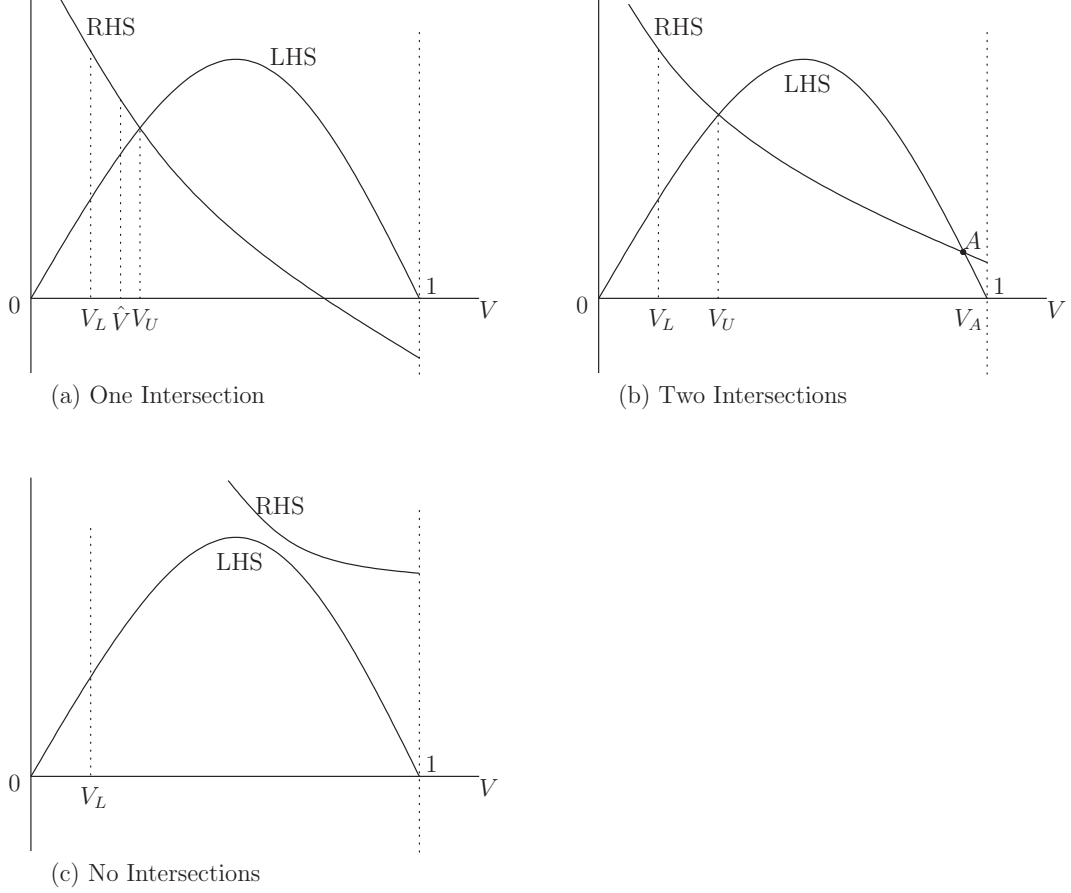 RHS
LHS
0
1
V_L V̂ V_U
V
(a) One Intersection
RHS
LHS
A
0
1
V_L
V_U
V_A
V
(b) Two Intersections
RHS
LHS
0
1
V_L
V
(c) No Intersections